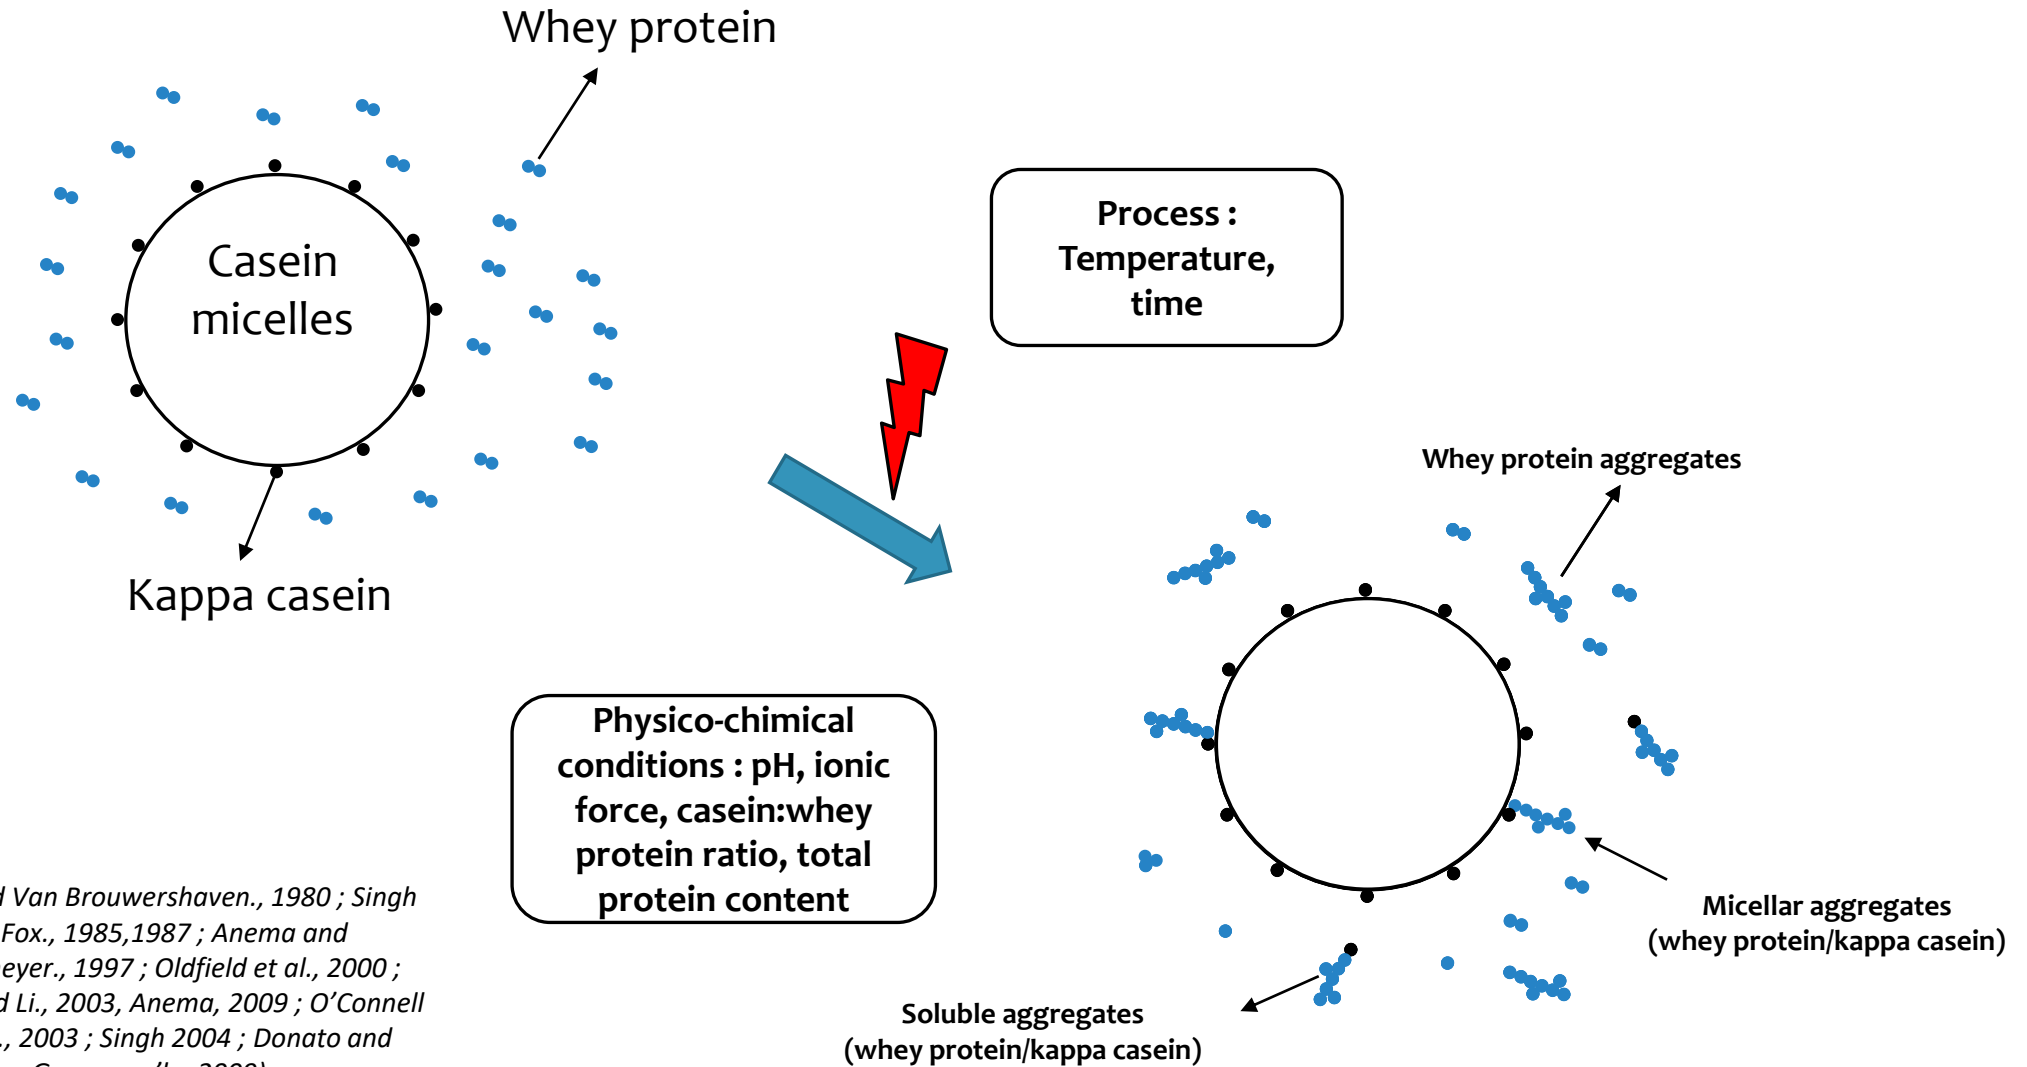 Whey protein
Casein
micelles
Kappa casein
Process :
Temperature,
time
Physico-chimical
conditions : pH, ionic
force, casein:whey
protein ratio, total
protein content
Whey protein aggregates
Micellar aggregates
(whey protein/kappa casein)
Soluble aggregates
(whey protein/kappa casein)
Van Brouwershaven., 1980 ; Singh
Fox., 1985,1987 ; Anema and
1997 ; Oldfield et al., 2000 ;
Li., 2003, Anema, 2009 ; O'Connell
2003 ; Singh 2004 ; Donato and